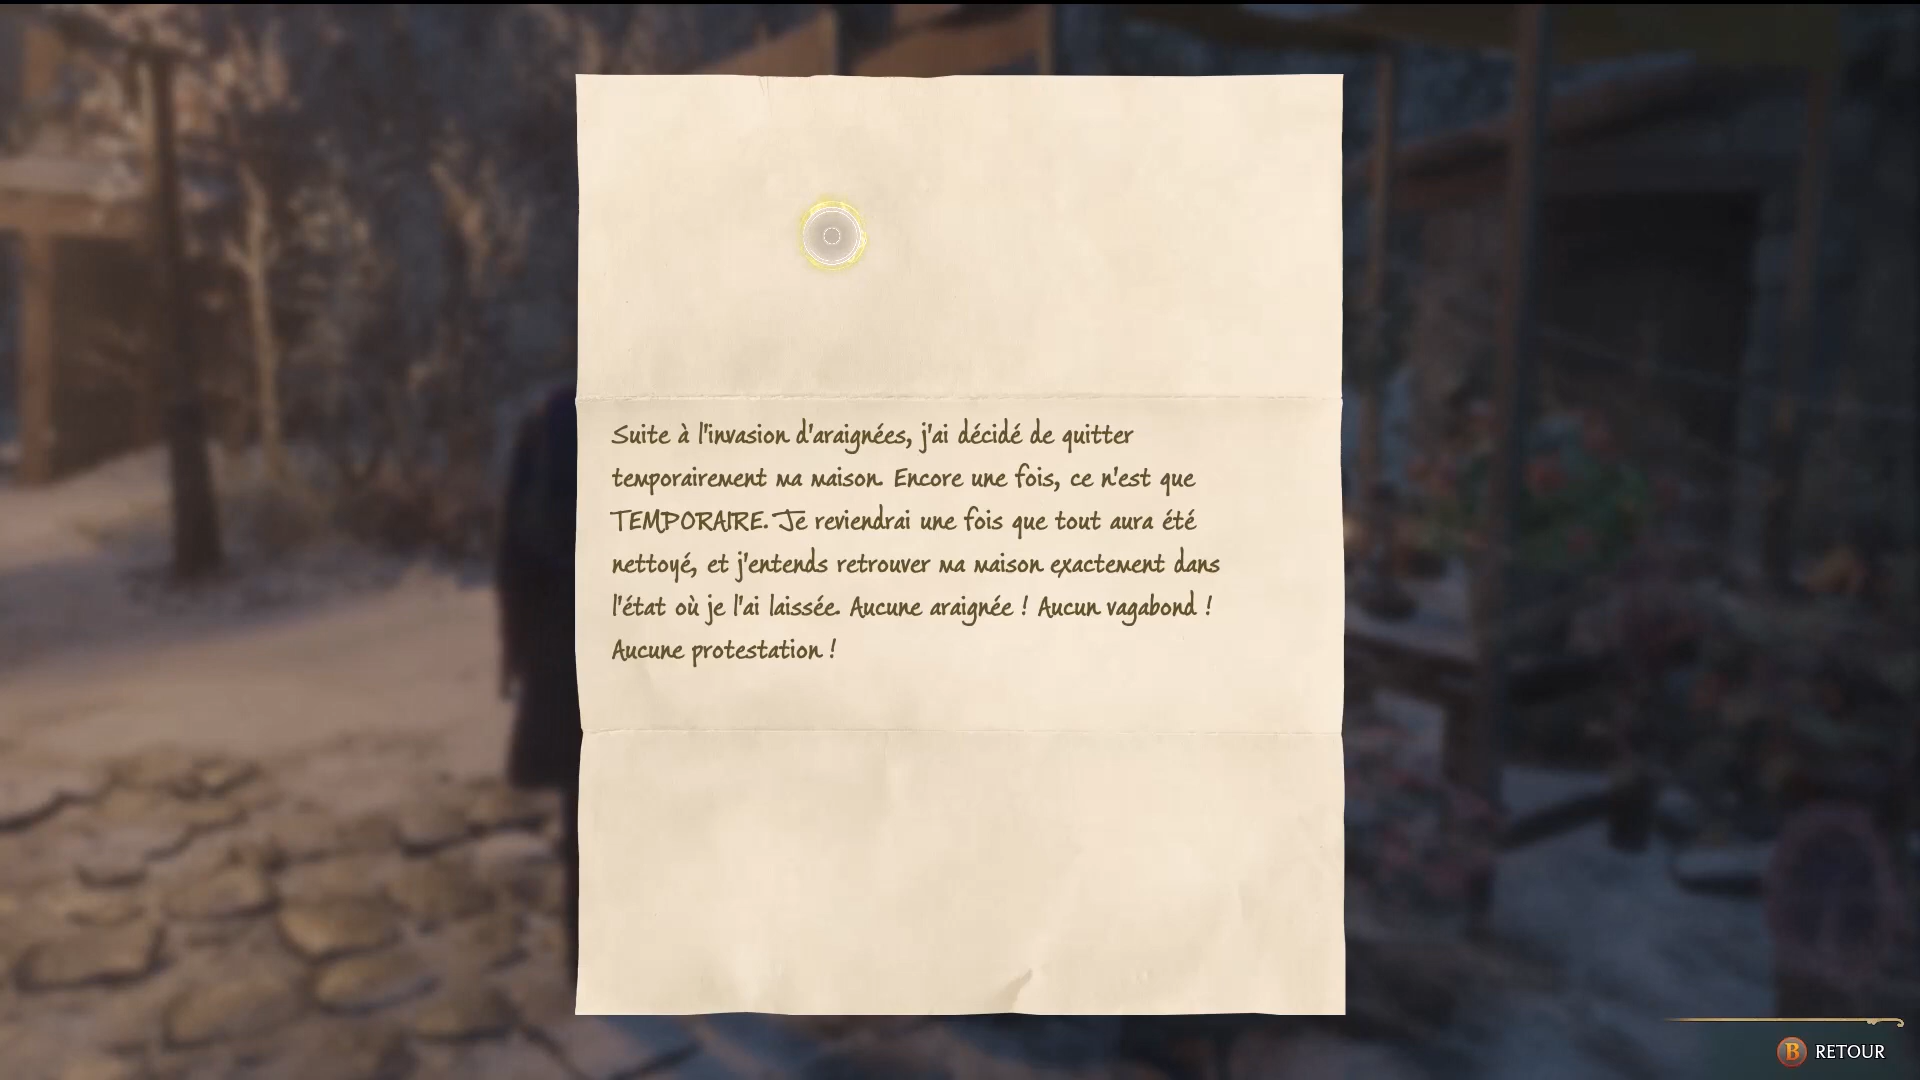 Suite à l'invasion d'araignées, j'ai décidé de quitter
temporairement ma maison. Encore une fois, ce n'est que
TEMPORAIRE. Je reviendrai une fois que tout aura été
nettoyé, et j'entends retrouver ma maison exactement dans
l'état où je l'ai laissée. Aucune araignée ! Aucun vagabond !
Aucune protestation !
B RETOUR